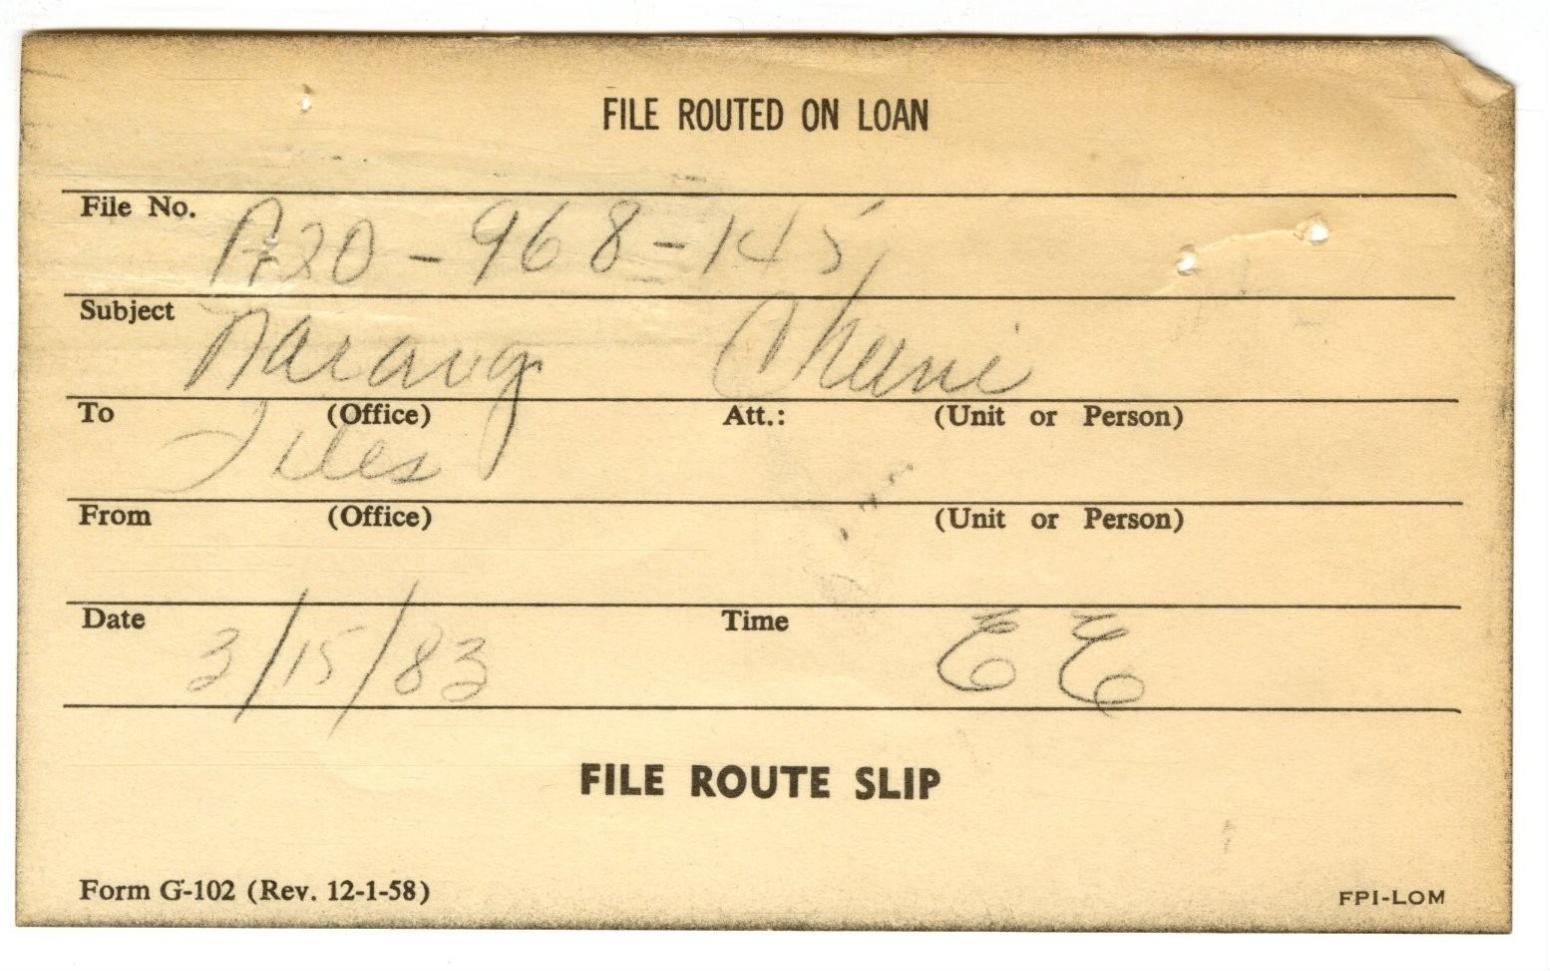 FILE ROUTED ON LOAN
File No. A20-968-145
Subject Narang
To (Office) Att.: (Unit or Person)
Files
From (Office) (Unit or Person)
Date 3/15/83 Time EE
FILE ROUTE SLIP
Form G-102 (Rev. 12-1-58) FPI-LOM